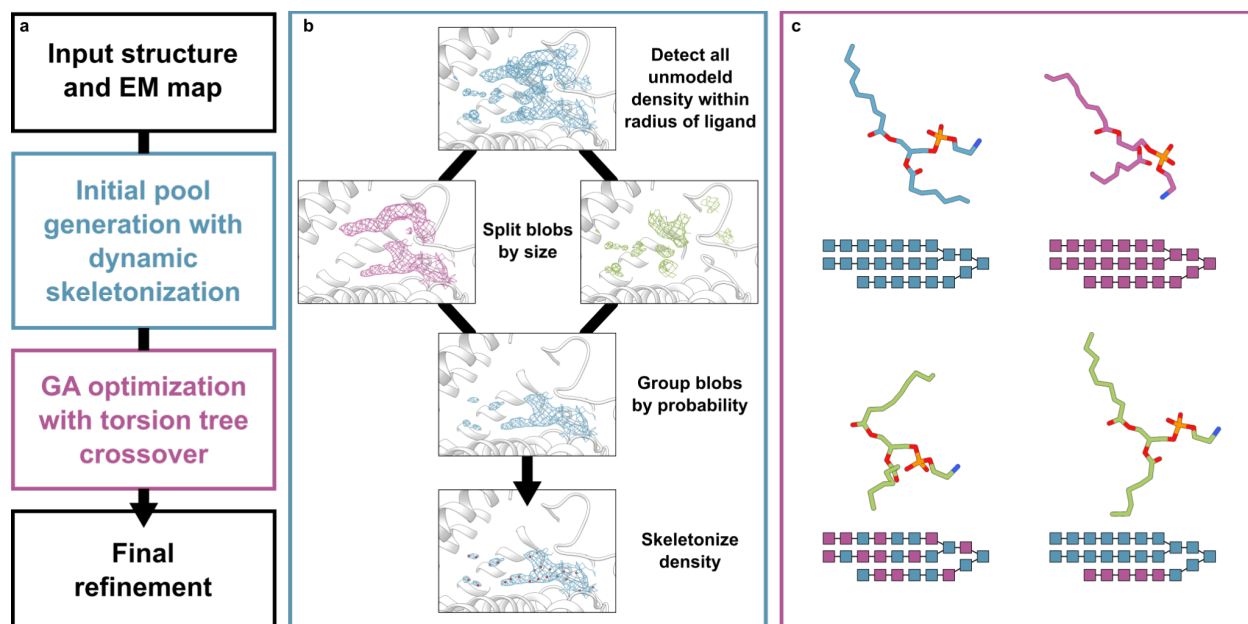 a
Input structure
and EM map
Initial pool
generation with
dynamic
skeletonization
GA optimization
with torsion tree
crossover
Final
refinement
b
Detect all
unmodeld
density within
radius of ligand
Split blobs
by size
Group blobs
by probability
Skeletonize
density
c